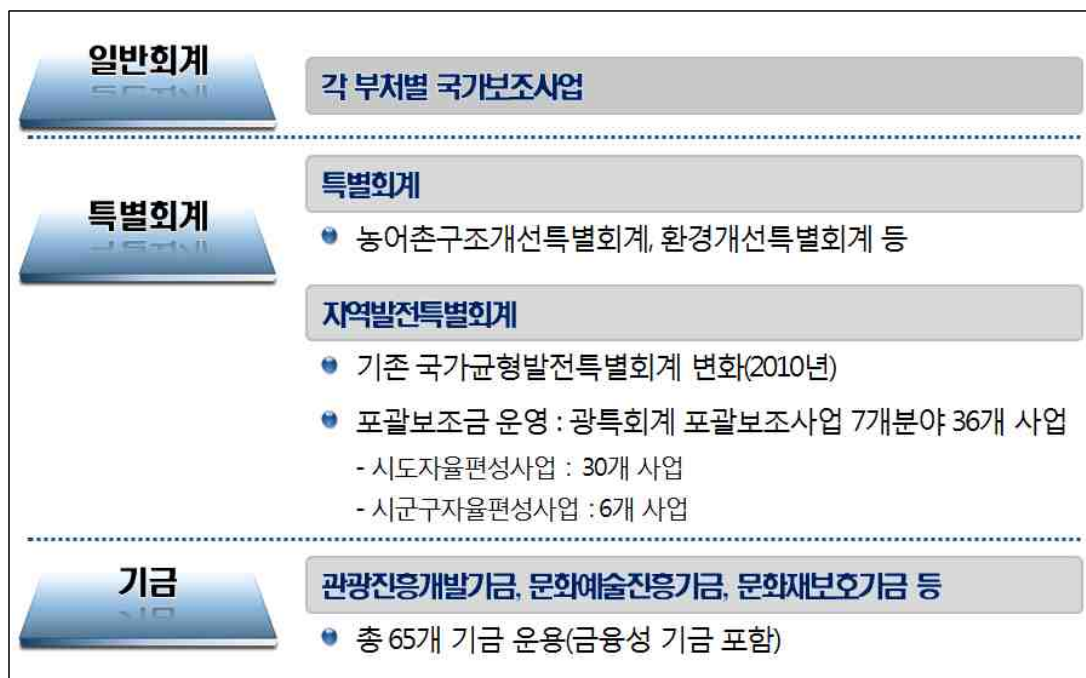 일반회계
각 부처별 국가보조사업
특별회계
특별회계
농어촌구조개선특별회계, 환경개선특별회계 등
지역발전특별회계
기존 국가균형발전특별회계 변화(2010년)
포괄보조금 운영 : 광특회계 포괄보조사업 7개분야 36개 사업
- 시도자율편성사업 : 30개 사업
- 시군구자율편성사업 : 6개 사업
기금
관광진흥개발기금, 문화예술진흥기금, 문화재보호기금 등
총 65개 기금 운용(금융성 기금 포함)